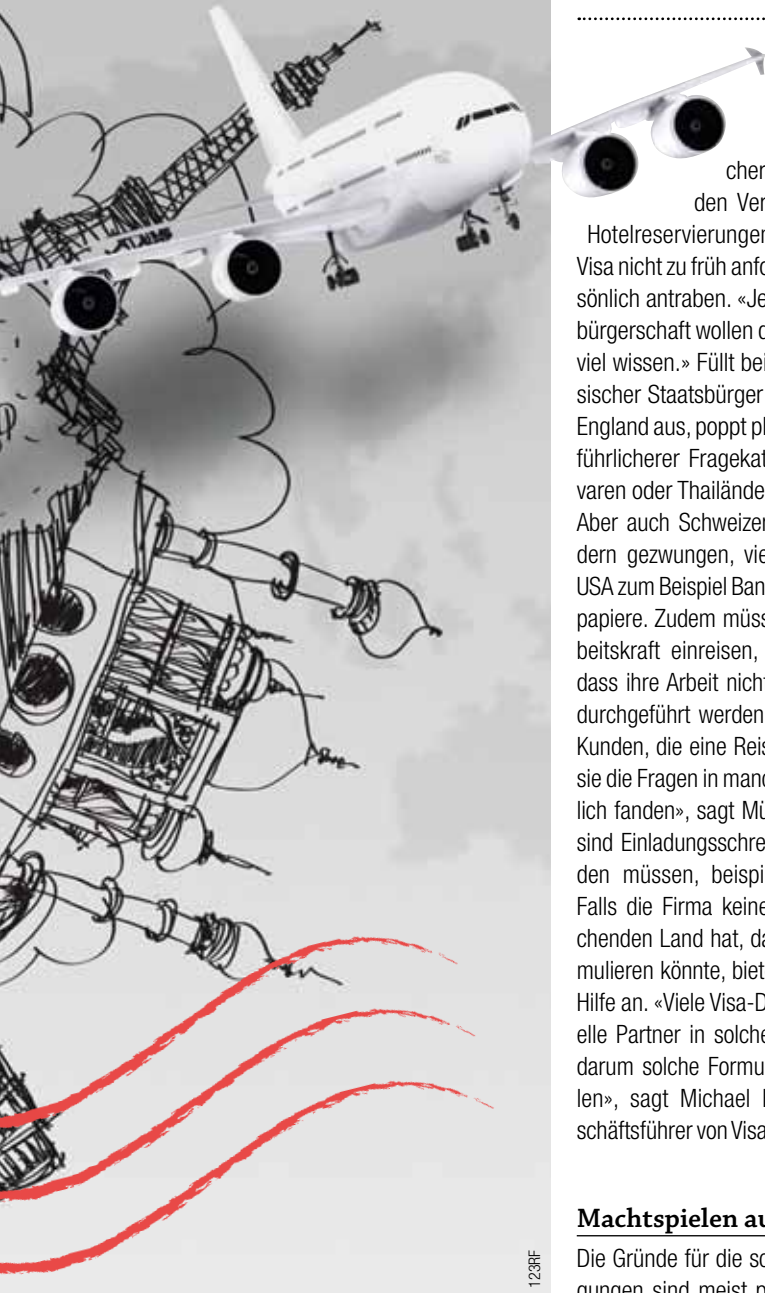 cher
den Ver
Hotelreservierungen
Visa nicht zu früh anfo
sönlich antraben. «Je
bürgerschaft wollen d
viel wissen.» Füllt bei
sischer Staatsbürger
England aus, poppt pl
führlicherer Fragekat
varen oder Thailände
Aber auch Schweizer
dern gezwungen, vie
USA zum Beispiel Ban
papiere. Zudem müss
beitskraft einreisen,
dass ihre Arbeit nicht
durchgeführt werden
Kunden, die eine Reis
sie die Fragen in manc
lich fanden», sagt Mü
sind Einladungsschre
den müssen, beispi
Falls die Firma keine
chenden Land hat, da
mulieren könnte, biet
Hilfe an. «Viele Visa-D
elle Partner in solche
darum solche Formu
len», sagt Michael
schäftsführer von Visa
Machtspielen au
Die Gründe für die sc
gungen sind meist p
123RF